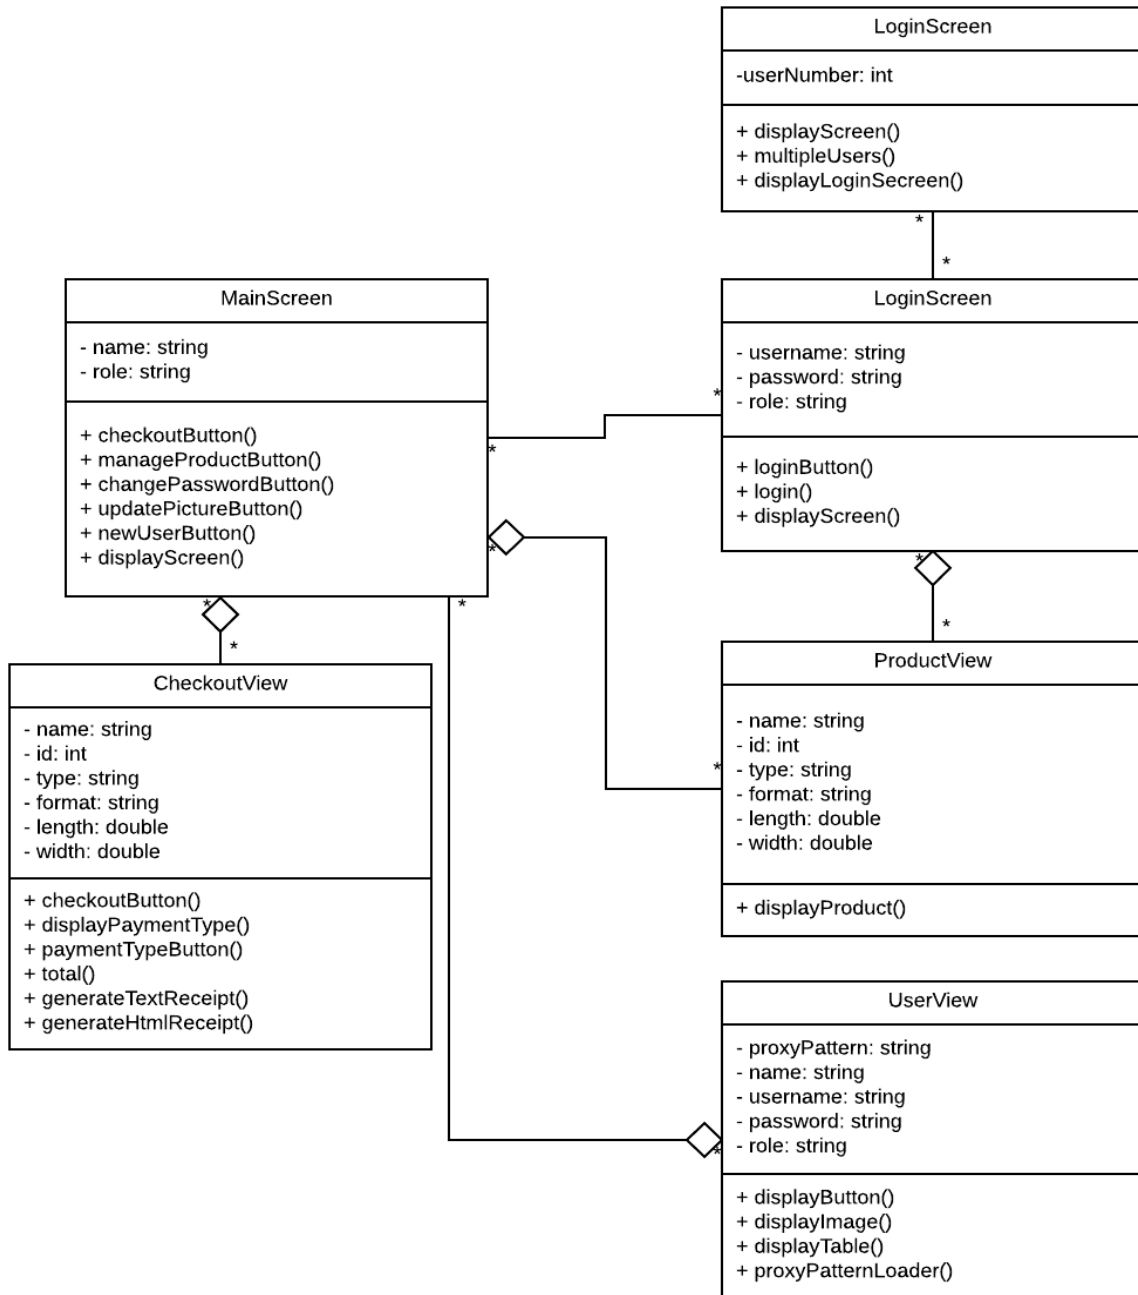 LoginScreen
-userNumber: int
+ displayScreen()
+ multipleUsers()
+ displayLoginSecreen()
*
*
MainScreen
- name: string
- role: string
+ checkoutButton()
+ manageProductButton()
+ changePasswordButton()
+ updatePictureButton()
+ newUserButton()
+ displayScreen()
*
*
*
*
LoginScreen
- username: string
- password: string
- role: string
+ loginButton()
+ login()
+ displayScreen()
*
*
*
CheckoutView
- name: string
- id: int
- type: string
- format: string
- length: double
- width: double
+ checkoutButton()
+ displayPaymentType()
+ paymentTypeButton()
+ total()
+ generateTextReceipt()
+ generateHtmlReceipt()
*
ProductView
- name: string
- id: int
- type: string
- format: string
- length: double
- width: double
+ displayProduct()
*
UserView
- proxyPattern: string
- name: string
- username: string
- password: string
- role: string
+ displayButton()
+ displayImage()
+ displayTable()
+ proxyPatternLoader()
*